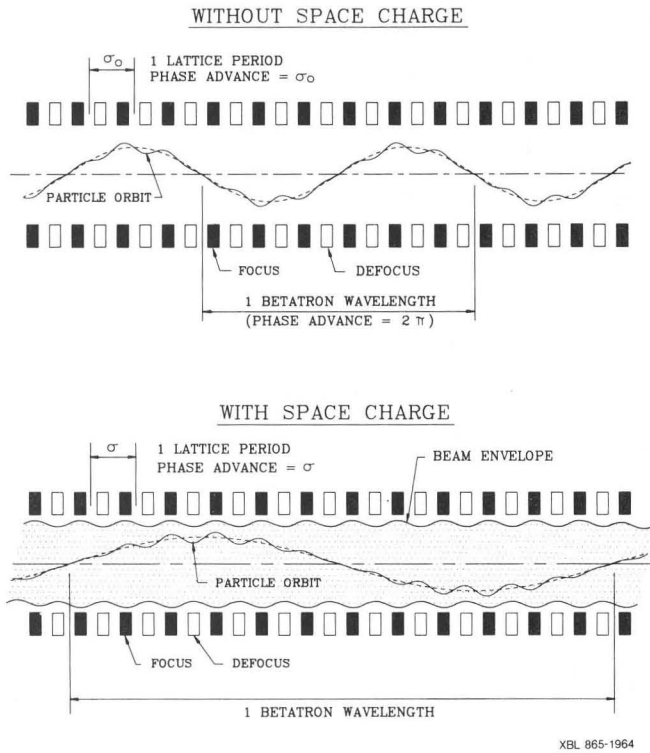 WITHOUT SPACE CHARGE
σ₀
1 LATTICE PERIOD
PHASE ADVANCE = σ₀
PARTICLE ORBIT
FOCUS
DEFOCUS
1 BETATRON WAVELENGTH
(PHASE ADVANCE = 2 π)
WITH SPACE CHARGE
σ
1 LATTICE PERIOD
PHASE ADVANCE = σ
BEAM ENVELOPE
PARTICLE ORBIT
FOCUS
DEFOCUS
1 BETATRON WAVELENGTH
XBL 865-1964